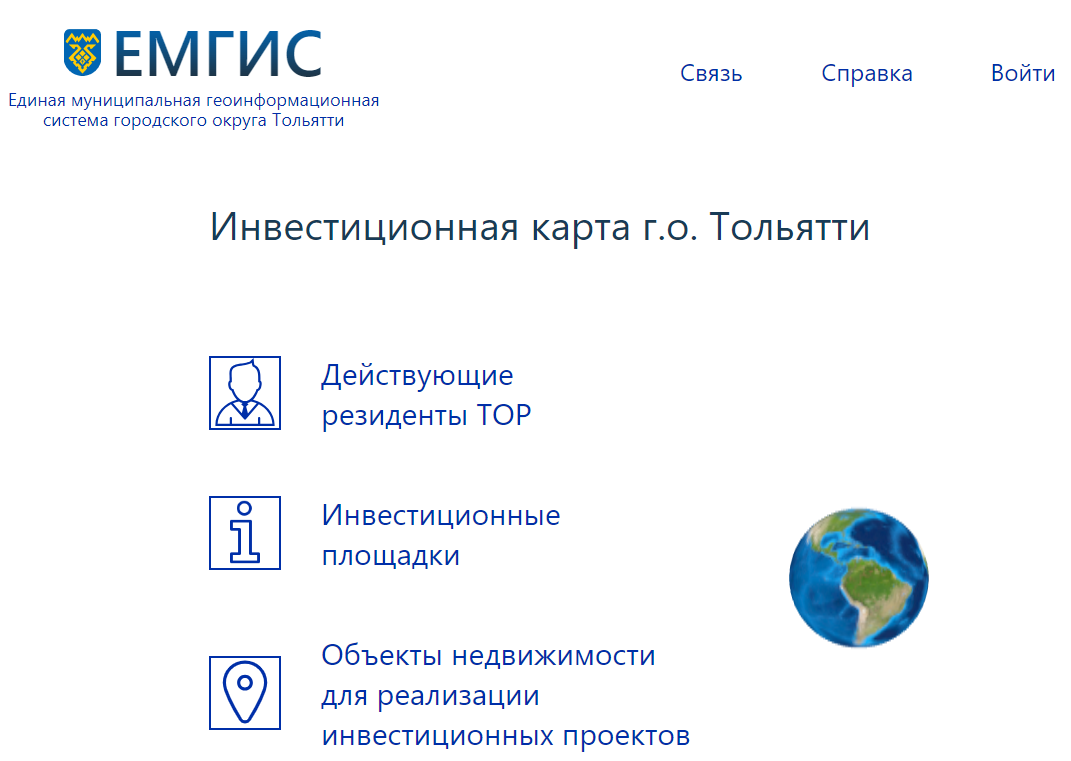 ЕМГИС
Единая муниципальная геоинформационная
система городского округа Тольятти
Связь
Справка
Войти
Инвестиционная карта г.о. Тольятти
Действующие
резиденты ТОР
Инвестиционные
площадки
Объекты недвижимости
для реализации
инвестиционных проектов